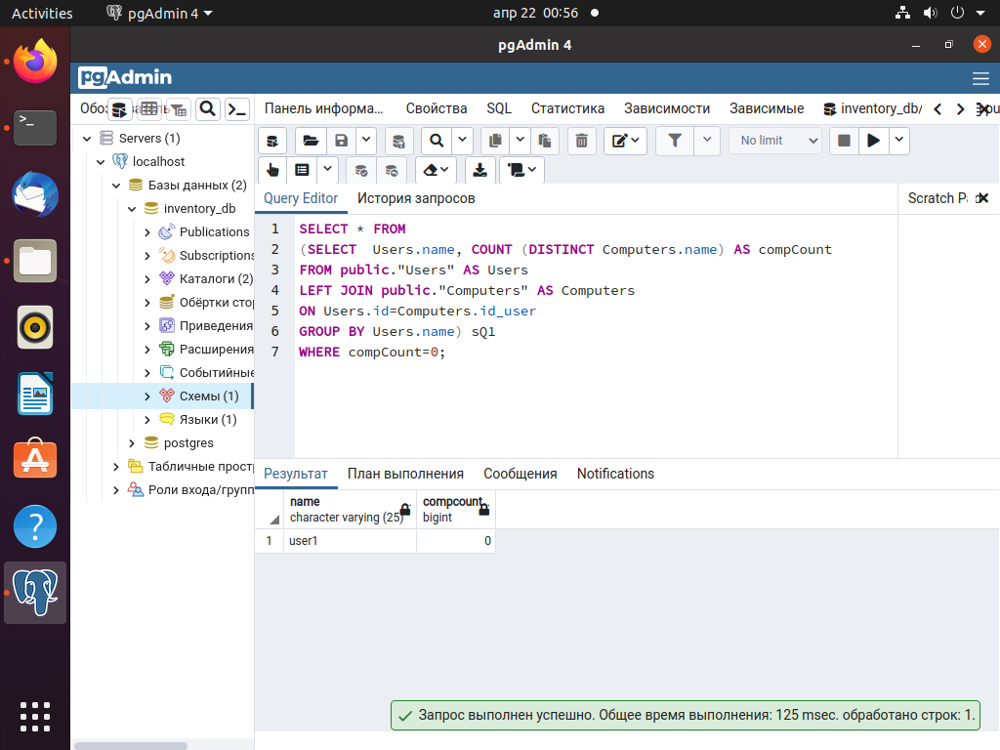 Activities
pgAdmin 4
апр 22 00:56
pgAdmin 4
pgAdmin
Панель информа...
Свойства
SQL
Статистика
Зависимости
Зависимые
inventory_db/
No limit
Query Editor
История запросов
Scratch
Servers (1)
localhost
Базы данных (2)
inventory_db
Publications
Subscriptions
Каталоги (2)
Обёртки
Приведения
Расширения
Событийные
Схемы (1)
Языки (1)
postgres
Табличные
Роли входа/групп
1 SELECT * FROM
2 (SELECT Users.name, COUNT (DISTINCT Computers.name) AS compCount
3 FROM public."Users" AS Users
4 LEFT JOIN public."Computers" AS Computers
5 ON Users.id=Computers.id_user
6 GROUP BY Users.name) sQ1
7 WHERE compCount=0;
Результат
План выполнения
Сообщения
Notifications
name
character varying (25)
compcount
bigint
1 user1 0
Запрос выполнен успешно. Общее время выполнения: 125 msec. обработано строк: 1.